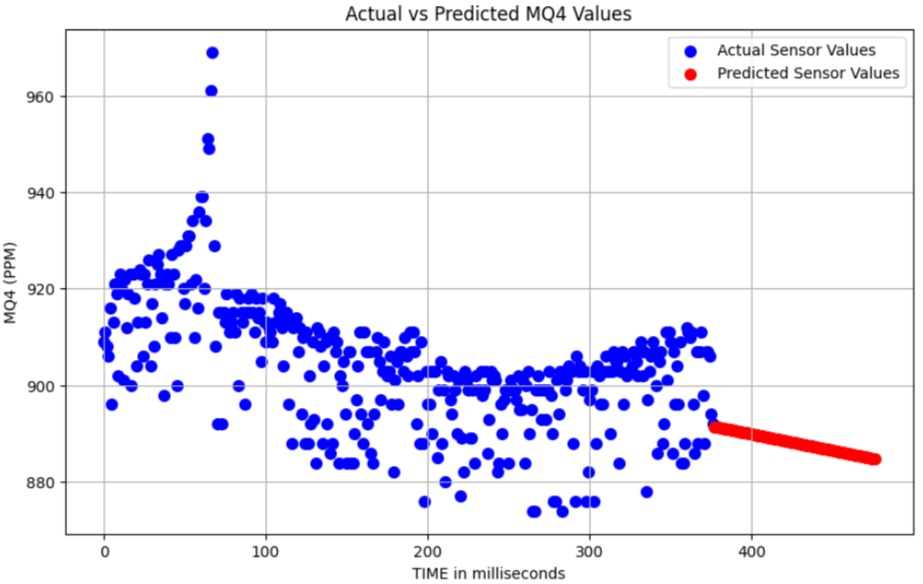 Actual vs Predicted MQ4 Values
Actual Sensor Values
Predicted Sensor Values
MQ4 (PPM)
960
940
920
900
880
0 100 200 300 400
TIME in milliseconds